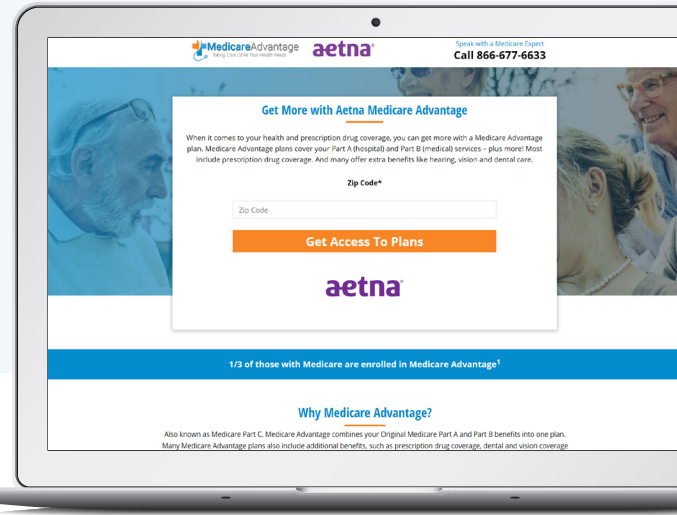 MedicareAdvantage
Taking Care Of All Your Health Needs
aetna®
Speak with a Medicare Expert
Call 866-677-6633
Get More with Aetna Medicare Advantage
When it comes to your health and prescription drug coverage, you can get more with a Medicare Advantage
plan. Medicare Advantage plans cover your Part A (hospital) and Part B (medical) services – plus more! Most
include prescription drug coverage. And many offer extra benefits like hearing, vision and dental care.
Zip Code*
Zip Code
Get Access To Plans
aetna®
1/3 of those with Medicare are enrolled in Medicare Advantage¹
Why Medicare Advantage?
Also known as Medicare Part C, Medicare Advantage combines your Original Medicare Part A and Part B benefits into one plan.
Many Medicare Advantage plans also include additional benefits, such as prescription drug coverage, dental and vision coverage